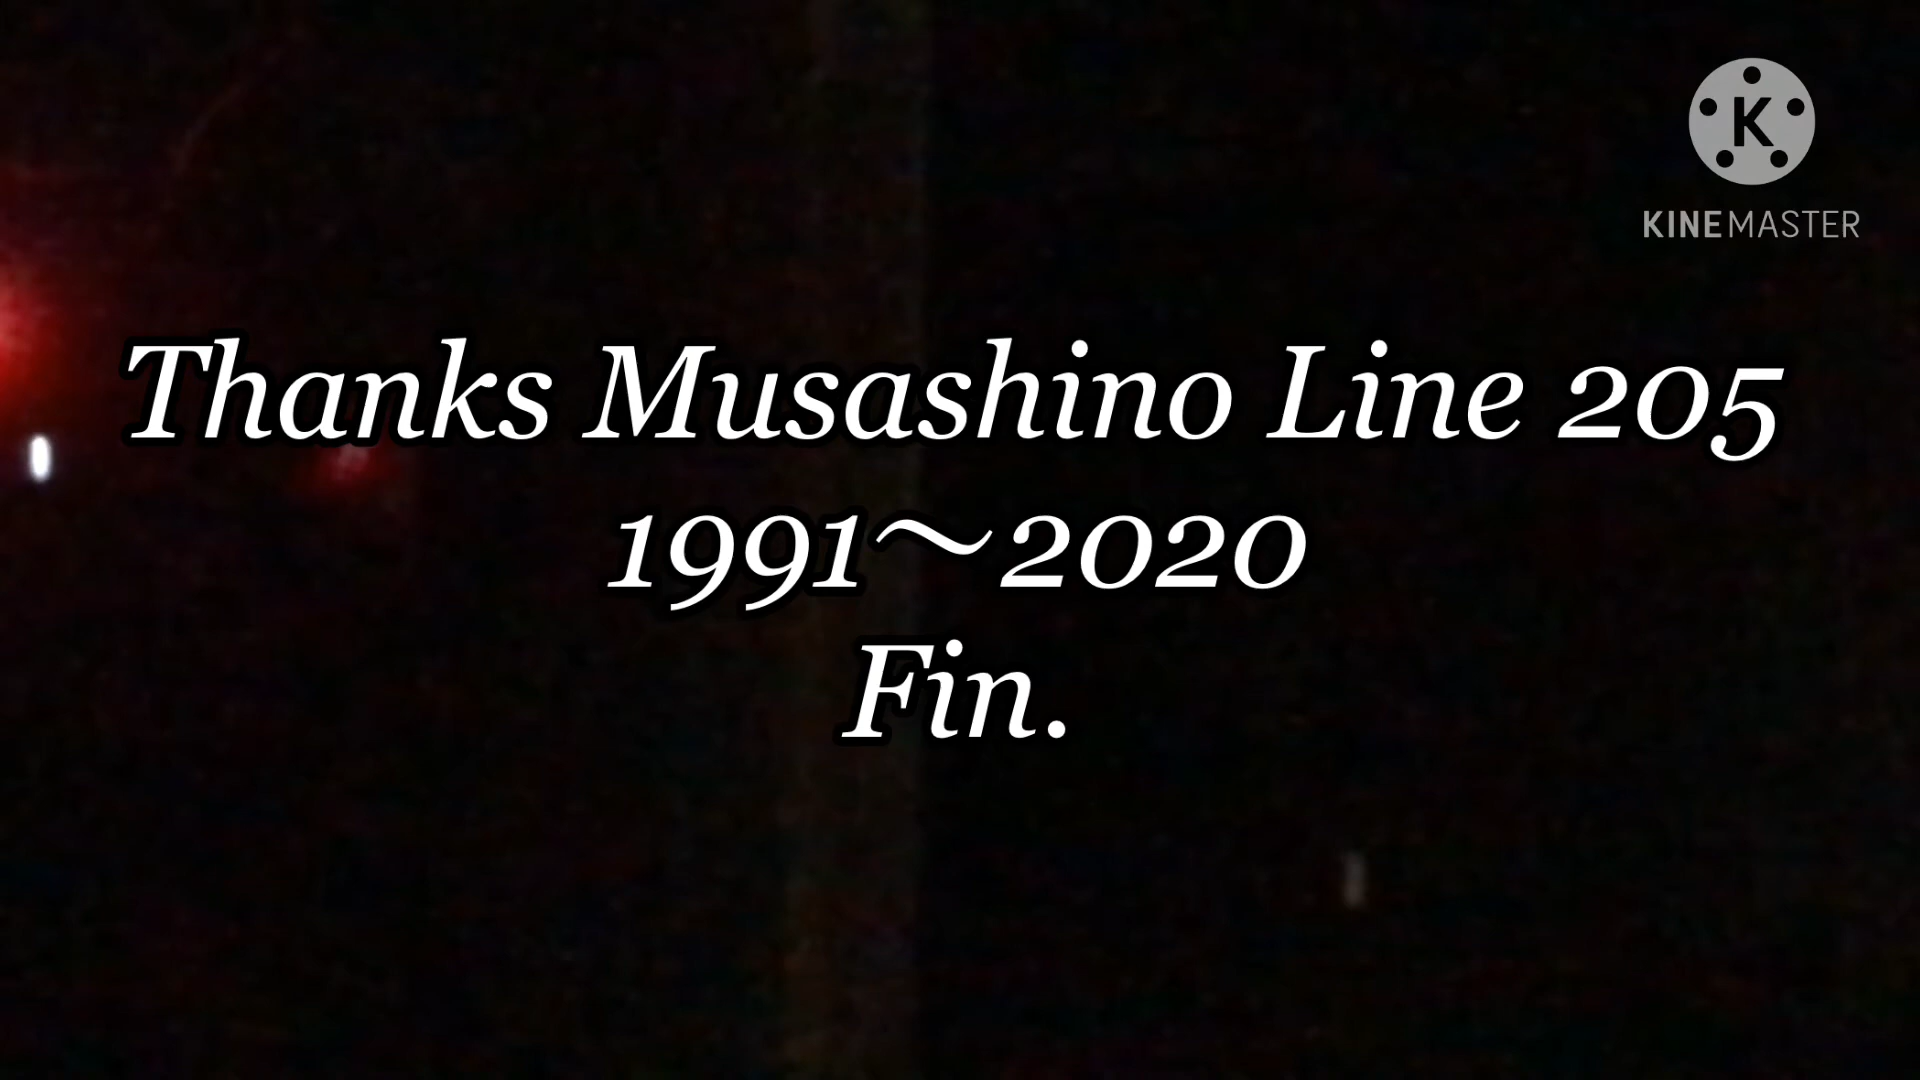 K
KINEMASTER
Thanks Musashino Line 205
1991〜2020
Fin.